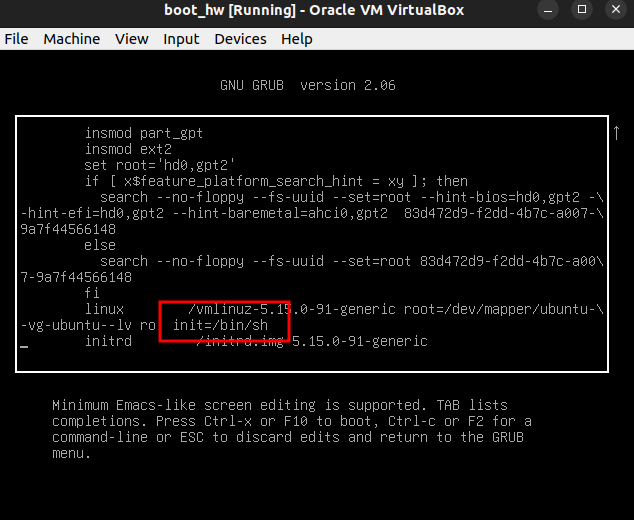 boot_hw [Running] - Oracle VM VirtualBox
File Machine View Input Devices Help
GNU GRUB version 2.06
insmod part_gpt
insmod ext2
set root='hd0,gpt2'
if [ x$feature_platform_search_hint = xy ]; then
search --no-floppy --fs-uuid --set=root --hint-bios=hd0,gpt2 -\
-hint-efi=hd0,gpt2 --hint-baremetal=ahci0,gpt2 83d472d9-f2dd-4b7c-a007-\
9a7f44566148
else
search --no-floppy --fs-uuid --set=root 83d472d9-f2dd-4b7c-a00\
7-9a7f44566148
fi
linux /vmlinuz-5.15.0-91-generic root=/dev/mapper/ubuntu-\
-vg-ubuntu--lv ro init=/bin/sh
initrd /initrd.img-5.15.0-91-generic
Minimum Emacs-like screen editing is supported. TAB lists
completions. Press Ctrl-x or F10 to boot, Ctrl-c or F2 for a
command-line or ESC to discard edits and return to the GRUB
menu.